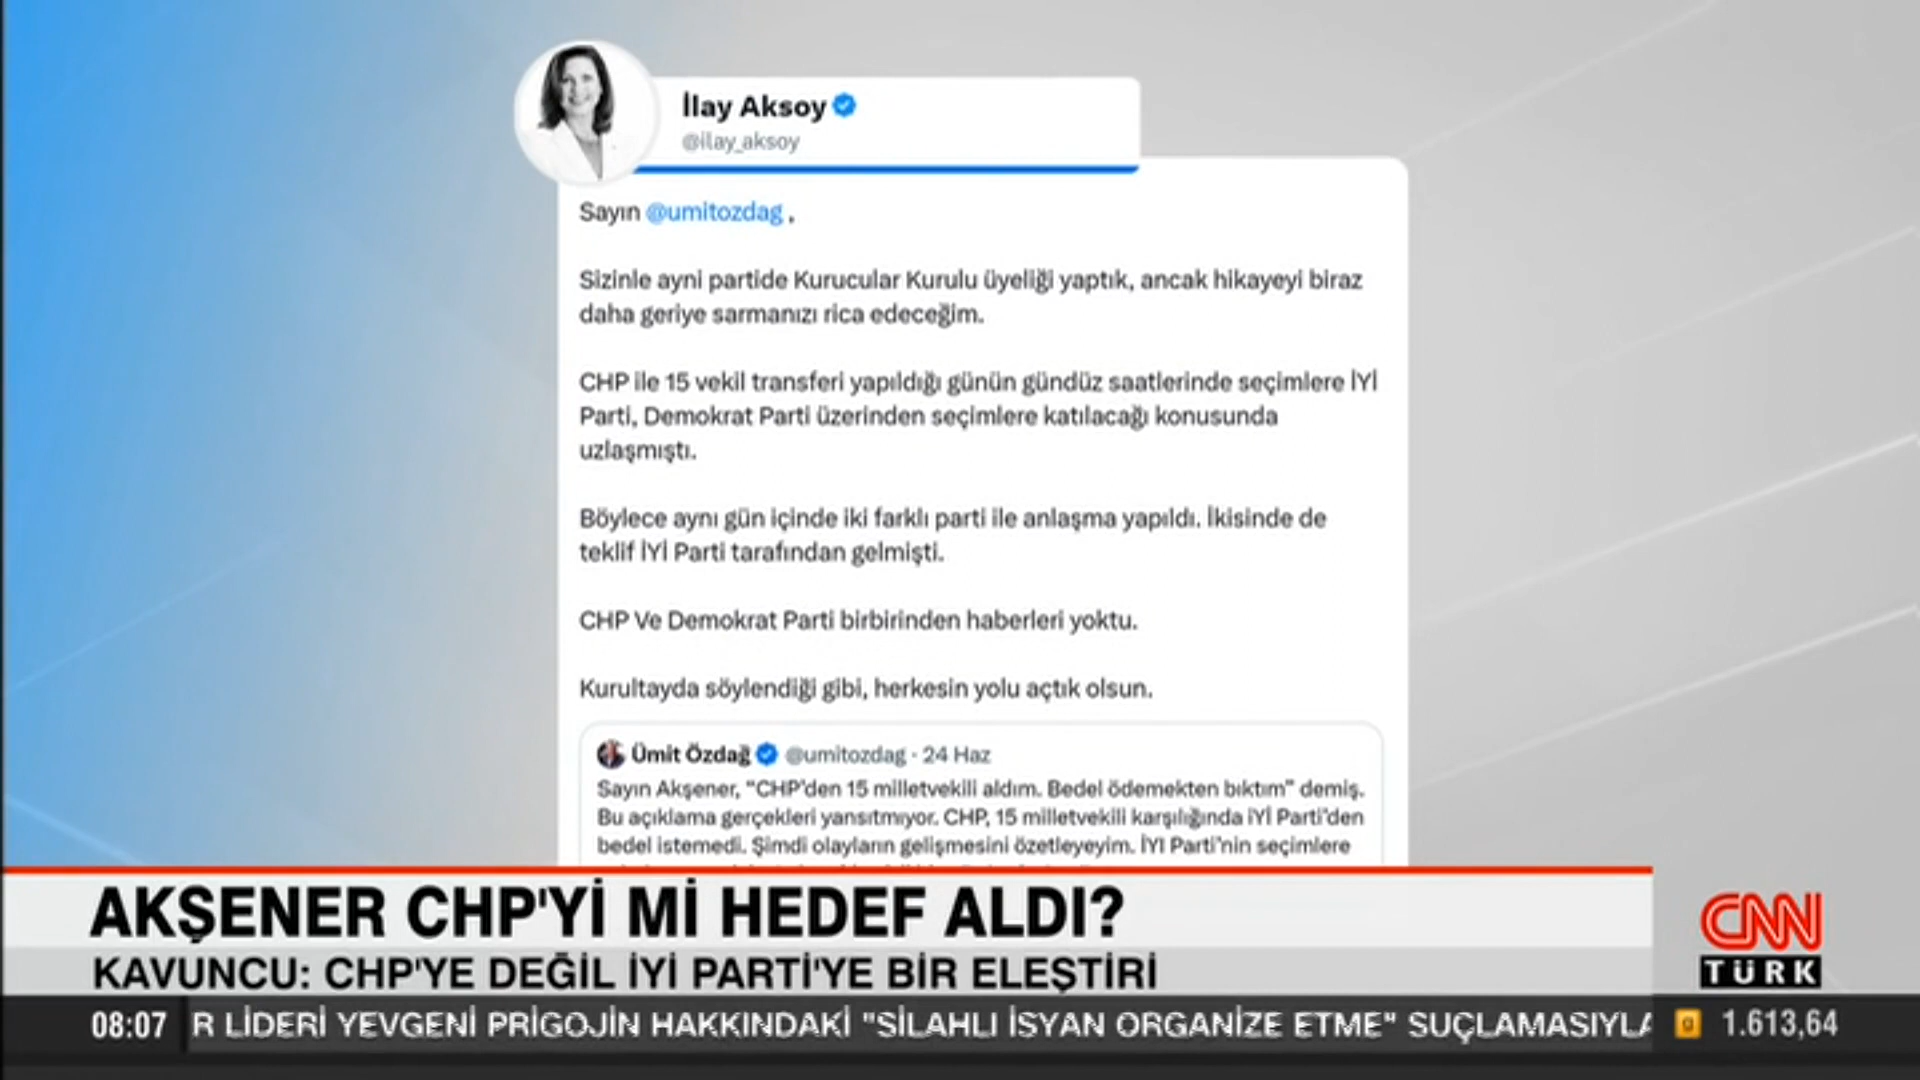 İlay Aksoy
@ilay_aksoy
Sayın @umitozdag ,
Sizinle ayni partide Kurucular Kurulu üyeliği yaptık, ancak hikayeyi biraz
daha geriye sarmanızı rica edeceğim.
CHP ile 15 vekil transferi yapıldığı günün gündüz saatlerinde seçimlere İYİ
Parti, Demokrat Parti üzerinden seçimlere katılacağı konusunda
uzlaşmıştı.
Böylece aynı gün içinde iki farklı parti ile anlaşma yapıldı. İkisinde de
teklif İYİ Parti tarafından gelmişti.
CHP Ve Demokrat Parti birbirinden haberleri yoktu.
Kurultayda söylendiği gibi, herkesin yolu açtık olsun.
Ümit Özdağ @umitozdag · 24 Haz
Sayın Akşener, "CHP'den 15 milletvekili aldım. Bedel ödemekten bıktım" demiş.
Bu açıklama gerçekleri yansıtmıyor. CHP, 15 milletvekili karşılığında İYİ Parti'den
bedel istemedi. Şimdi olayların gelişmesini özetleyeyim. İYI Parti'nin seçimlere
AKŞENER CHP'Yİ Mİ HEDEF ALDI?
KAVUNCU: CHP'YE DEĞİL İYİ PARTİ'YE BİR ELEŞTİRİ
CNN
TÜRK
08:07 R LİDERİ YEVGENİ PRİGOJİN HAKKINDAKİ "SİLAHLI İSYAN ORGANİZE ETME" SUÇLAMASIYLA g 1.613,64